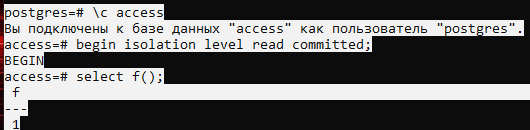 postgres=# \c access
Вы подключены к базе данных "access" как пользователь "postgres".
access=# begin isolation level read committed;
BEGIN
access=# select f();
f
---
1